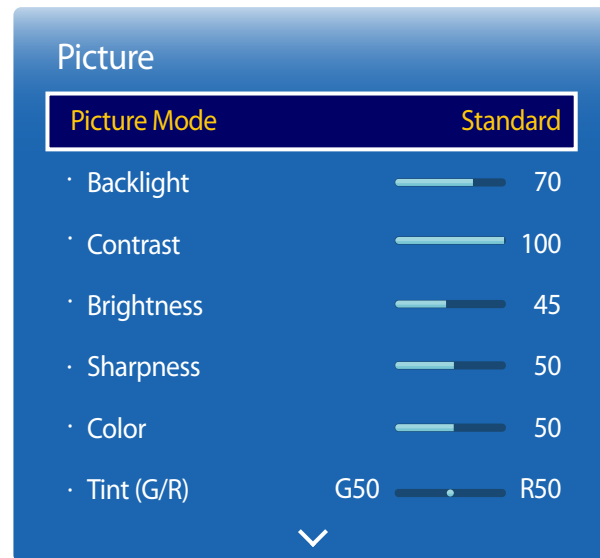 Picture
Picture Mode Standard
· Backlight 70
· Contrast 100
· Brightness 45
· Sharpness 50
· Color 50
· Tint (G/R) G50 R50